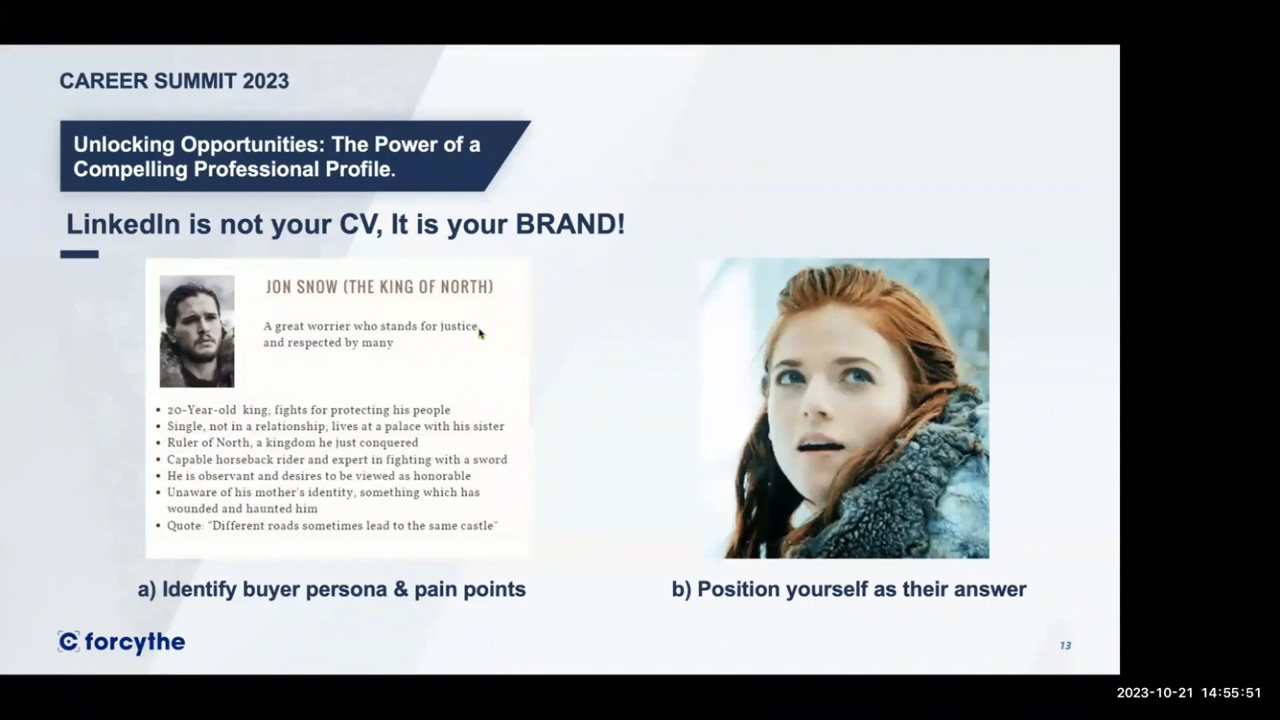 CAREER SUMMIT 2023
Unlocking Opportunities: The Power of a
Compelling Professional Profile.
LinkedIn is not your CV, It is your BRAND!
JON SNOW (THE KING OF NORTH)
A great worrier who stands for justice
and respected by many
• 20-Year-old king, fights for protecting his people
• Single, not in a relationship, lives at a palace with his sister
• Ruler of North, a kingdom he just conquered
• Capable horseback rider and expert in fighting with a sword
• He is observant and desires to be viewed as honorable
• Unaware of his mother's identity, something which has
wounded and haunted him
• Quote: "Different roads sometimes lead to the same castle"
a) Identify buyer persona & pain points
b) Position yourself as their answer
forcythe
13
2023-10-21 14:55:51